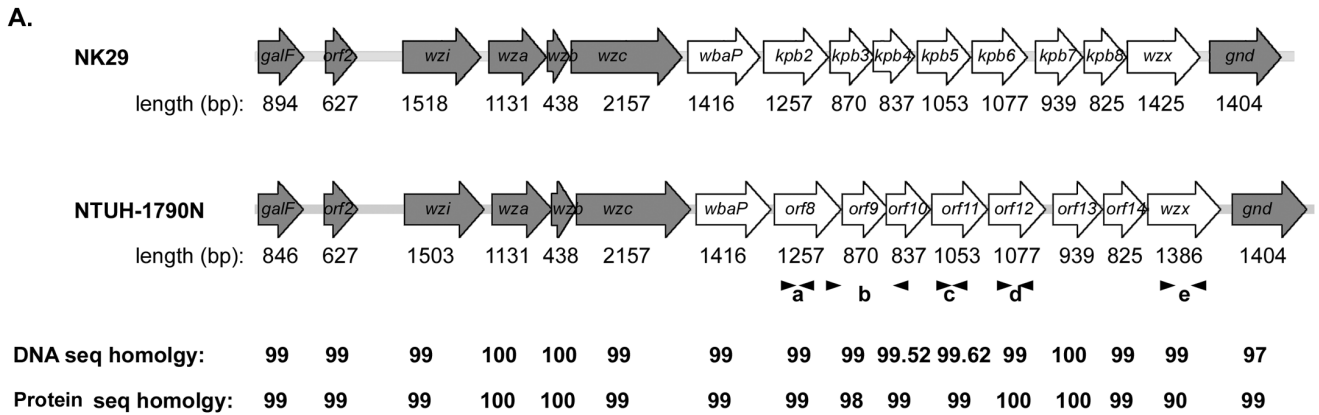 A.
NK29 galF orf2 wzi wza wzb wzc wbaP kpb2 kpb3 kpb4 kpb5 kpb6 kpb7 kpb8 wzx gnd
length (bp): 894 627 1518 1131 438 2157 1416 1257 870 837 1053 1077 939 825 1425 1404
NTUH-1790N galF orf2 wzi wza wzb wzc wbaP orf8 orf9 orf10 orf11 orf12 orf13 orf14 wzx gnd
length (bp): 846 627 1503 1131 438 2157 1416 1257 870 837 1053 1077 939 825 1386 1404
a b c d e
DNA seq homolgy: 99 99 99 100 100 99 99 99 99 99.52 99.62 99 100 99 99 97
Protein seq homolgy: 99 99 99 100 100 99 99 99 98 99 99 100 100 99 90 99